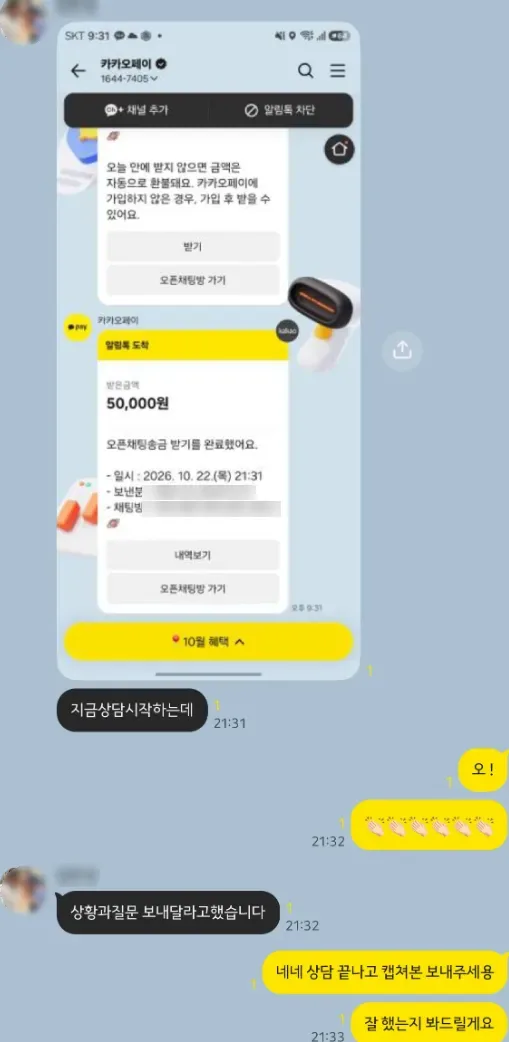 SKT 9:31
카카오페이
1644-7405
Ch+ 채널 추가
알림톡 차단
오늘 안에 받지 않으면 금액은
자동으로 환불돼요. 카카오페이에
가입하지 않은 경우, 가입 후 받을 수
있어요.
받기
오픈채팅방 가기
pay
카카오페이
kakao
알림톡 도착
받은금액
50,000원
오픈채팅송금 받기를 완료했어요.
- 일시 : 2026. 10. 22.(목) 21:31
- 보낸분
- 채팅방
내역보기
오픈채팅방 가기
오후 9:31
10월 혜택
1
지금상담시작하는데
1
21:31
오 !
1
1
21:32
상황과질문 보내달라고했습니다
1
21:32
네네 상담 끝나고 캡쳐본 보내주세용
1
잘 했는지 봐드릴게요
1
21:33